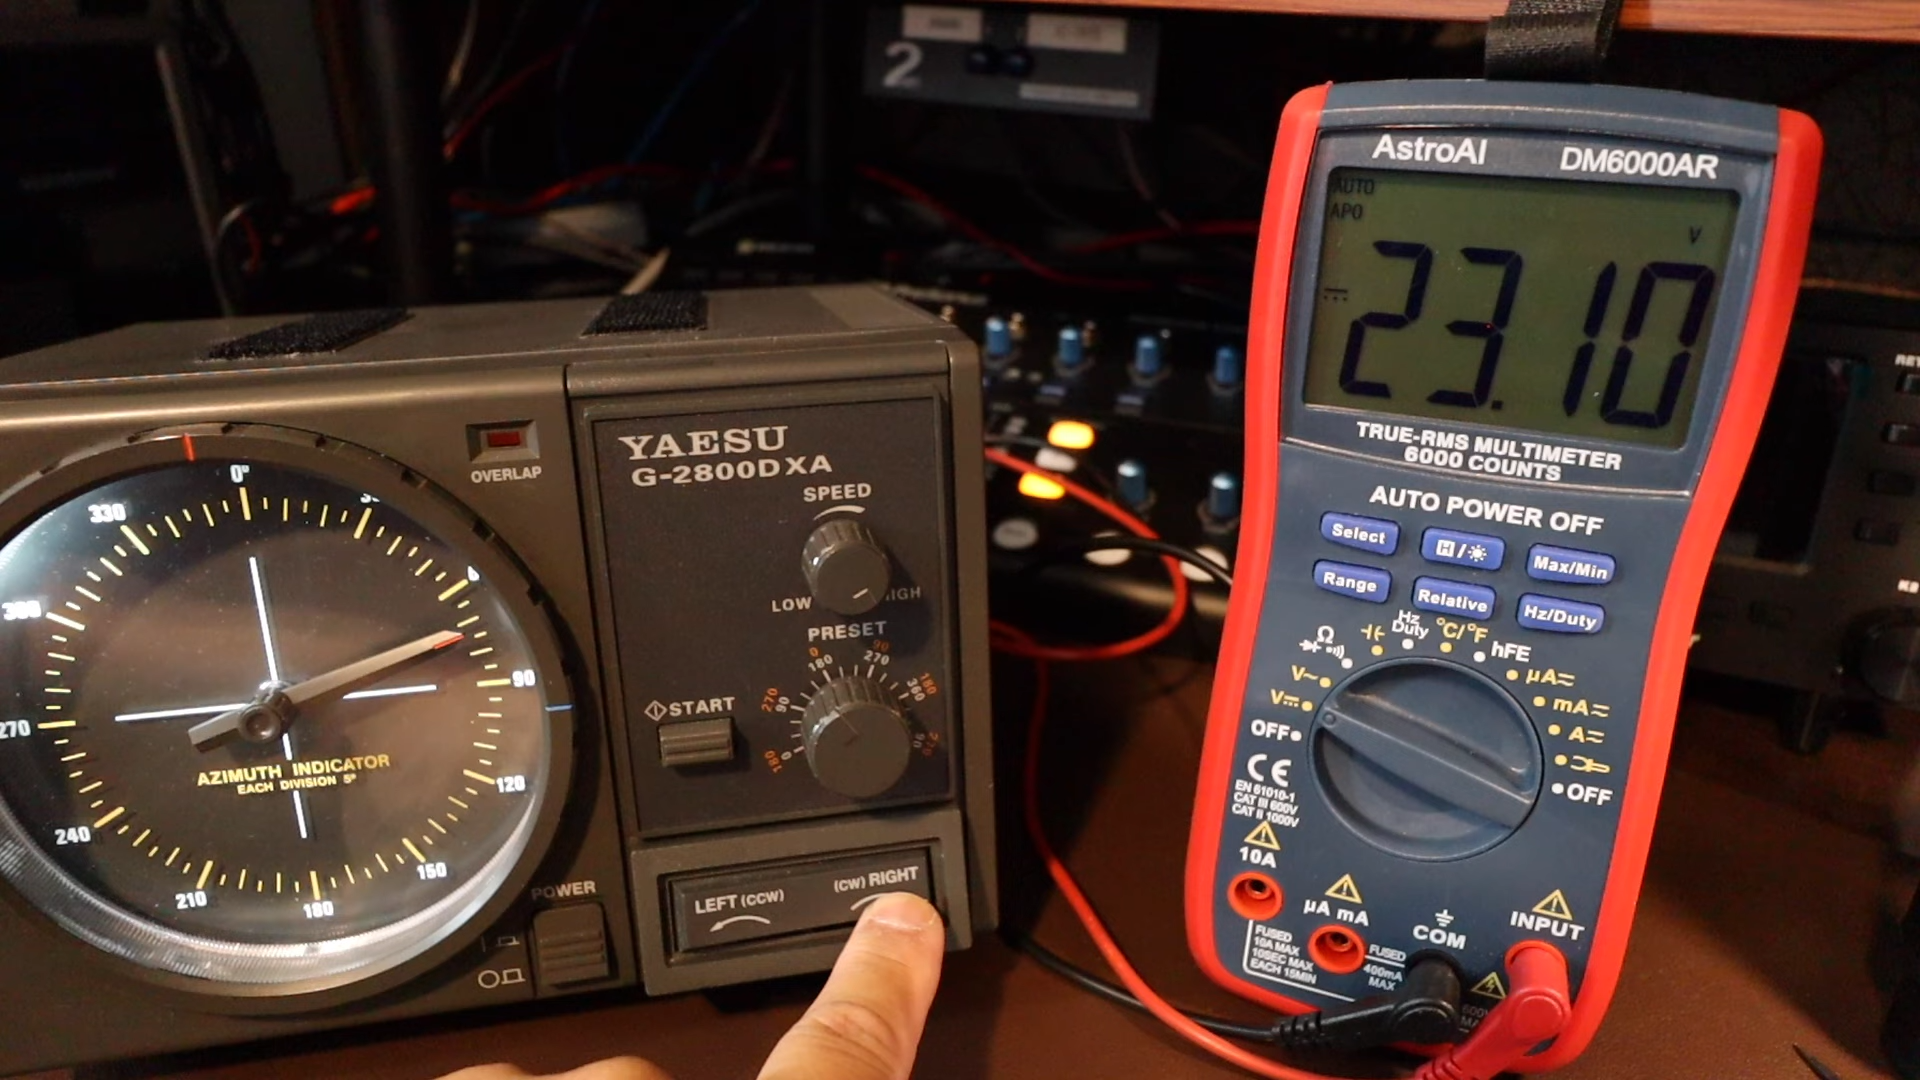 2
AstroAI DM6000AR
AUTO
APO
V
23.10
TRUE-RMS MULTIMETER
6000 COUNTS
AUTO POWER OFF
Select
H/
Max/Min
Range
Relative
Hz/Duty
Hz
Duty
°C/°F
hFE
Ω
V~
V
OFF
µA
mA
A
OFF
CE
EN 61010-1
CAT III 600V
CAT II 1000V
10A
µA mA
COM
INPUT
FUSED
10A MAX
10SEC MAX
EACH 15MIN
FUSED
400mA
MAX
YAESU
G-2800DXA
OVERLAP
SPEED
LOW
PRESET
0 90
180 270
270 180
90 360
0 90
180 270
START
LEFT (CCW)
(CW) RIGHT
POWER
0°
330
300
270
240
210
180
150
120
90
AZIMUTH INDICATOR
EACH DIVISION 5°